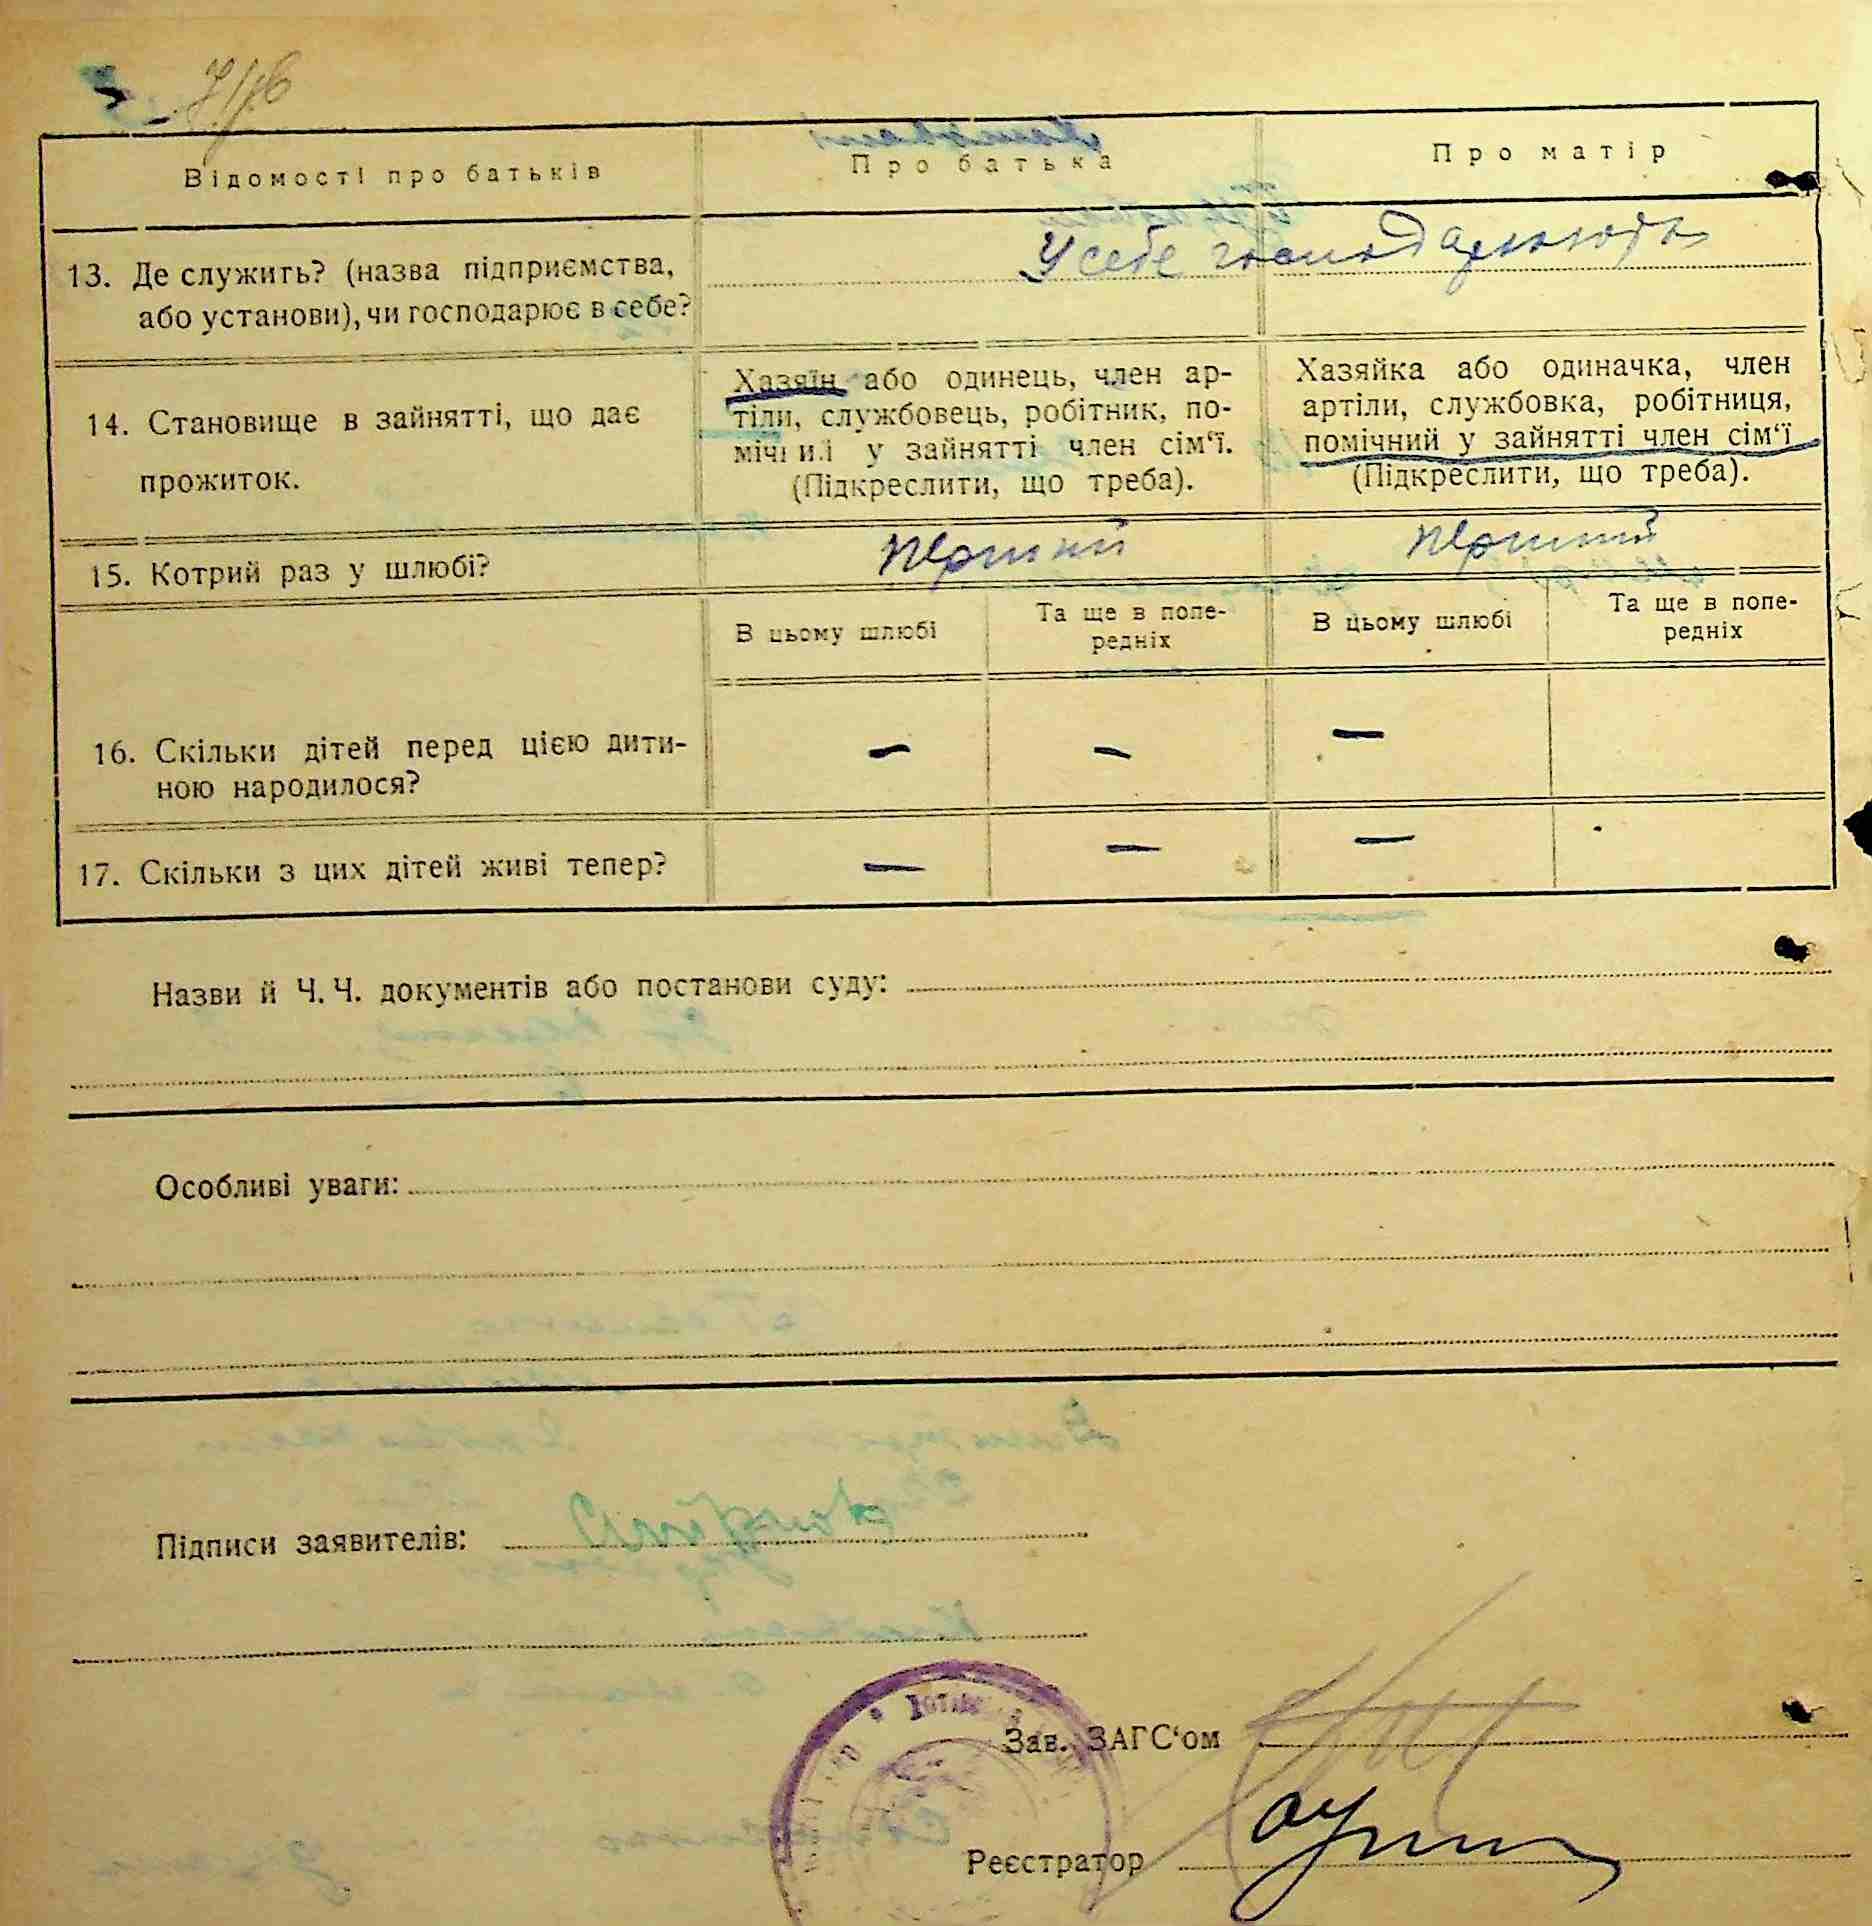 Відомості про батьків
Про батька
Про матір
13. Де служить? (назва підприємства,
або установи), чи господарює в себе?
У себе господарюють
14. Становище в зайнятті, що дає
прожиток.
Хазяїн або одинець, член ар-
тіли, службовець, робітник, по-
мічний у зайнятті член сім‘ї.
(Підкреслити, що треба).
Хазяйка або одиначка, член
артіли, службовка, робітниця,
помічний у зайнятті член сім‘ї
(Підкреслити, що треба).
15. Котрий раз у шлюбі?
перший
перший
В цьому шлюбі
Та ще в попе-
редніх
В цьому шлюбі
Та ще в попе-
редніх
16. Скільки дітей перед цією дити-
ною народилося?
— — —
17. Скільки з цих дітей живі тепер?
— — —
Назви й Ч. Ч. документів або постанови суду:
Особливі уваги:
Підписи заявителів:
Зав. ЗАГС‘ом
Реєстратор